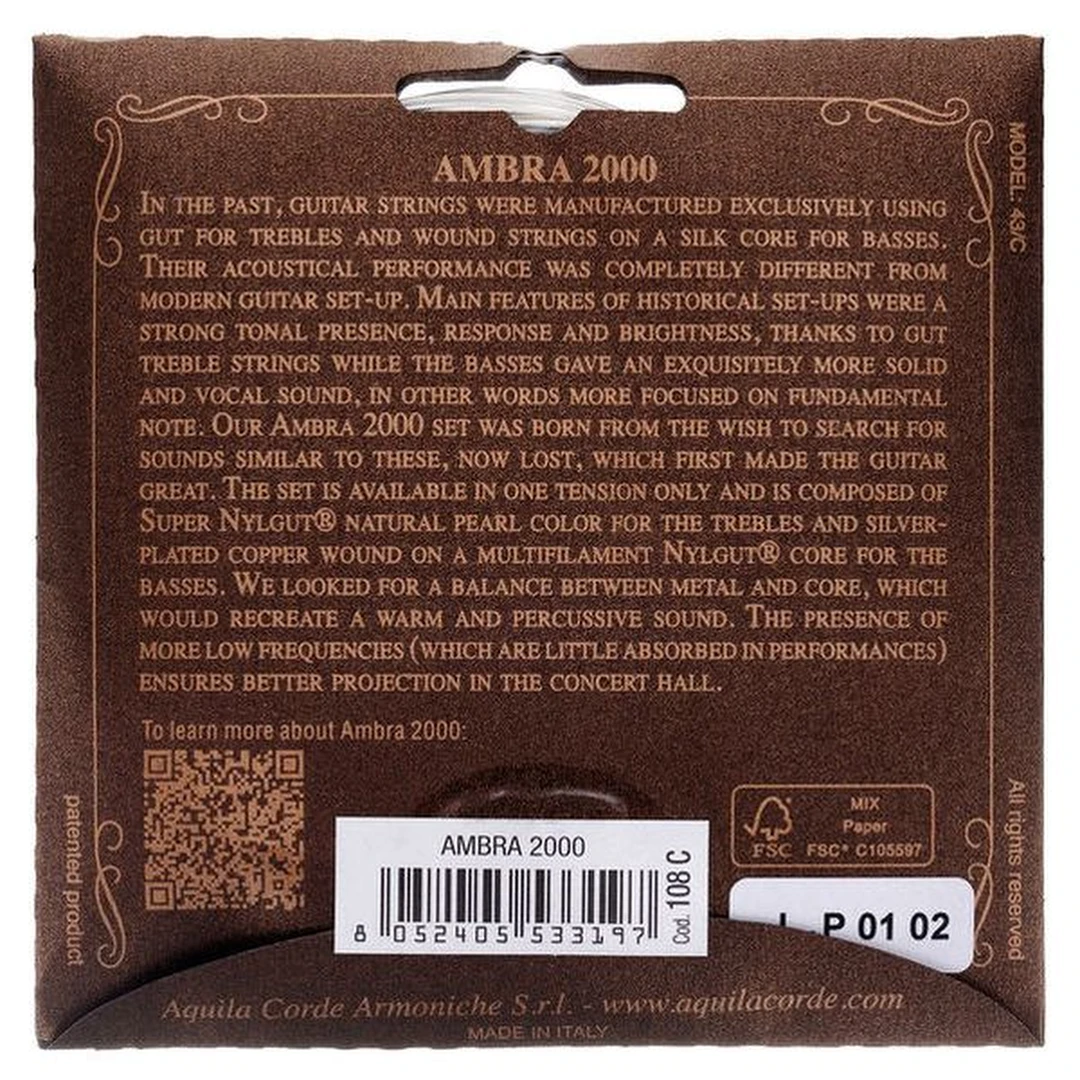 AMBRA 2000
IN THE PAST, GUITAR STRINGS WERE MANUFACTURED EXCLUSIVELY USING
GUT FOR TREBLES AND WOUND STRINGS ON A SILK CORE FOR BASSES.
THEIR ACOUSTICAL PERFORMANCE WAS COMPLETELY DIFFERENT FROM
MODERN GUITAR SET-UP. MAIN FEATURES OF HISTORICAL SET-UPS WERE A
STRONG TONAL PRESENCE, RESPONSE AND BRIGHTNESS, THANKS TO GUT
TREBLE STRINGS WHILE THE BASSES GAVE AN EXQUISITELY MORE SOLID
AND VOCAL SOUND, IN OTHER WORDS MORE FOCUSED ON FUNDAMENTAL
NOTE. OUR AMBRA 2000 SET WAS BORN FROM THE WISH TO SEARCH FOR
SOUNDS SIMILAR TO THESE, NOW LOST, WHICH FIRST MADE THE GUITAR
GREAT. THE SET IS AVAILABLE IN ONE TENSION ONLY AND IS COMPOSED OF
SUPER NYLGUT® NATURAL PEARL COLOR FOR THE TREBLES AND SILVER-
PLATED COPPER WOUND ON A MULTIFILAMENT NYLGUT® CORE FOR THE
BASSES. WE LOOKED FOR A BALANCE BETWEEN METAL AND CORE, WHICH
WOULD RECREATE A WARM AND PERCUSSIVE SOUND. THE PRESENCE OF
MORE LOW FREQUENCIES (WHICH ARE LITTLE ABSORBED IN PERFORMANCES)
ENSURES BETTER PROJECTION IN THE CONCERT HALL.
MODEL. 49/C
To learn more about Ambra 2000:
patented product
AMBRA 2000
8 052405 533197
Cod. 108 C
FSC
MIX
Paper
FSC® C105597
P 01 02
All rights reserved
Aquila Corde Armoniche S.r.l. - www.aquilacorde.com
MADE IN ITALY